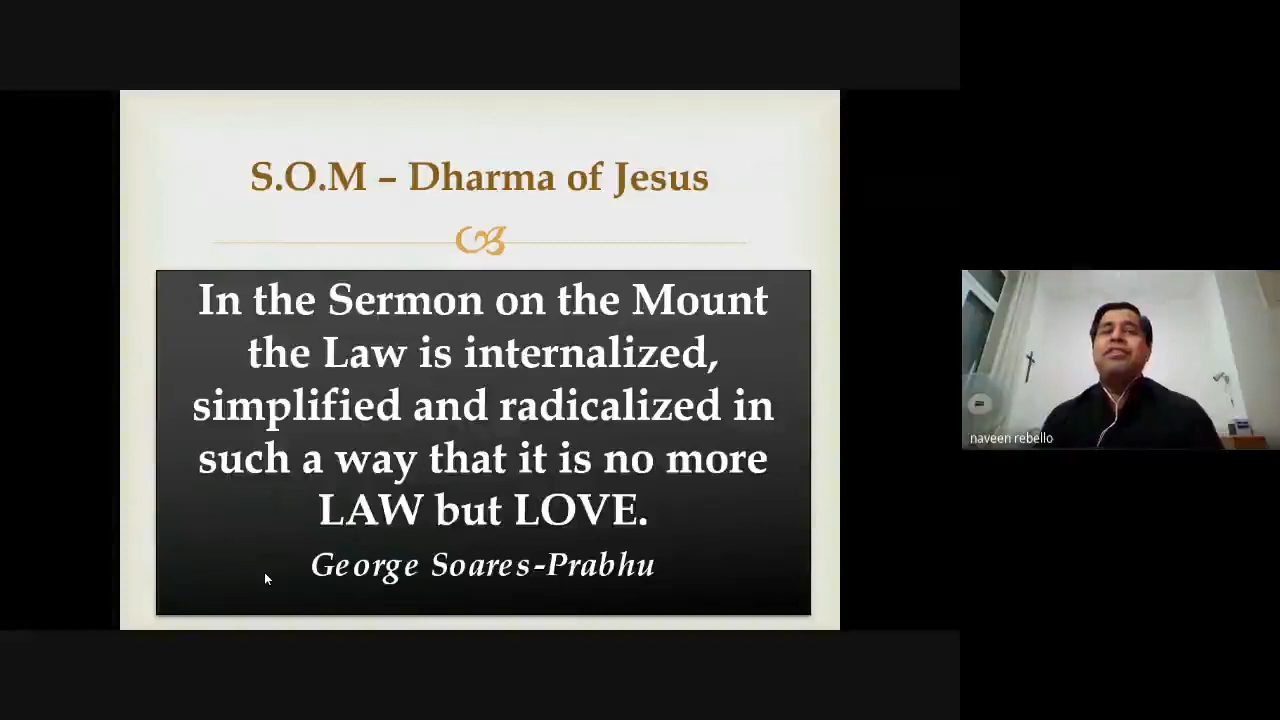 S.O.M – Dharma of Jesus
In the Sermon on the Mount
the Law is internalized,
simplified and radicalized in
such a way that it is no more
LAW but LOVE.
George Soares-Prabhu
naveen rebello